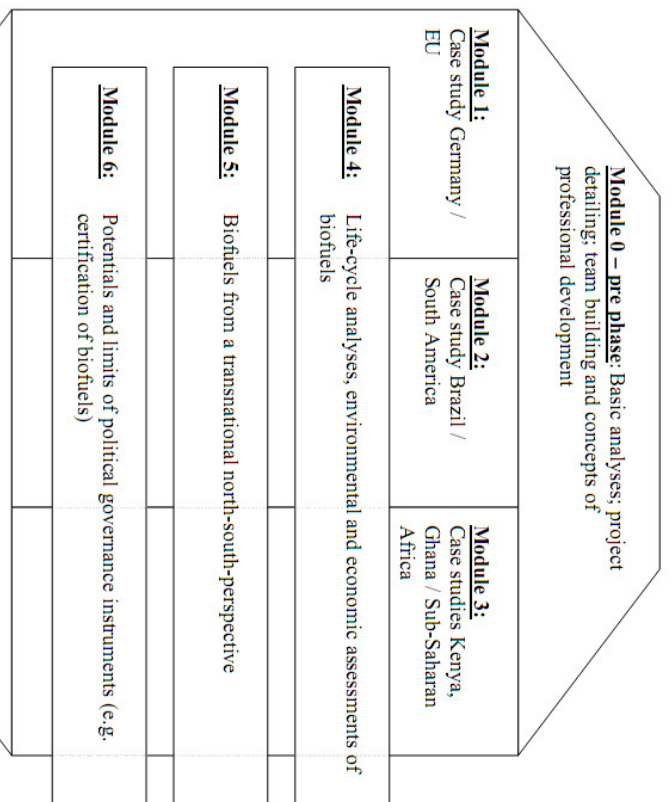 Module 0 – pre phase: Basic analyses; project
detailing; team building and concepts of
professional development
Module 1:
Case study Germany /
EU
Module 2:
Case study Brazil /
South America
Module 3:
Case studies Kenya,
Ghana / Sub-Saharan
Africa
Module 4: Life-cycle analyses, environmental and economic assessments of
biofuels
Module 5: Biofuels from a transnational north-south-perspective
Module 6: Potentials and limits of political governance instruments (e.g.
certification of biofuels)